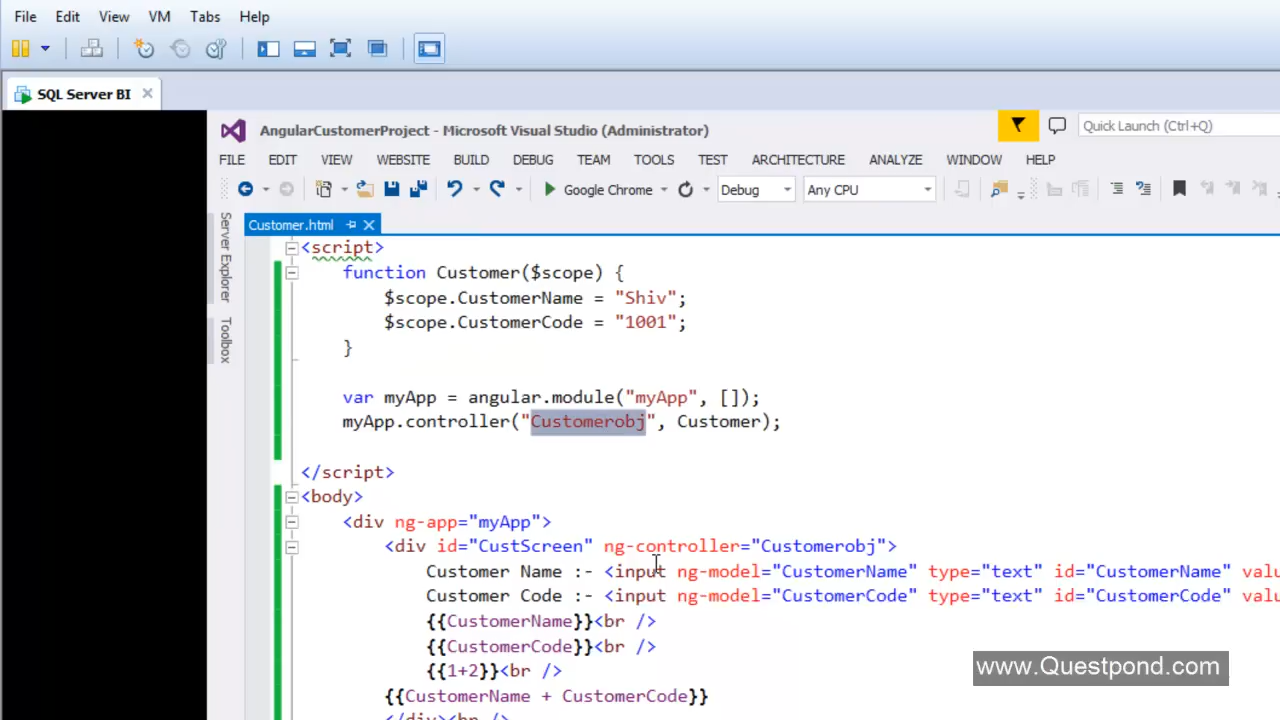 File Edit View VM Tabs Help
SQL Server BI
AngularCustomerProject - Microsoft Visual Studio (Administrator)
Quick Launch (Ctrl+Q)
FILE EDIT VIEW WEBSITE BUILD DEBUG TEAM TOOLS TEST ARCHITECTURE ANALYZE WINDOW HELP
Google Chrome Debug Any CPU
Server Explorer
Toolbox
Customer.html
<script>
function Customer($scope) {
$scope.CustomerName = "Shiv";
$scope.CustomerCode = "1001";
}
var myApp = angular.module("myApp", []);
myApp.controller("Customerobj", Customer);
</script>
<body>
<div ng-app="myApp">
<div id="CustScreen" ng-controller="Customerobj">
Customer Name :- <input ng-model="CustomerName" type="text" id="CustomerName" valu
Customer Code :- <input ng-model="CustomerCode" type="text" id="CustomerCode" valu
{{CustomerName}}<br />
{{CustomerCode}}<br />
{{1+2}}<br />
{{CustomerName + CustomerCode}}
</div><br />
www.Questpond.com